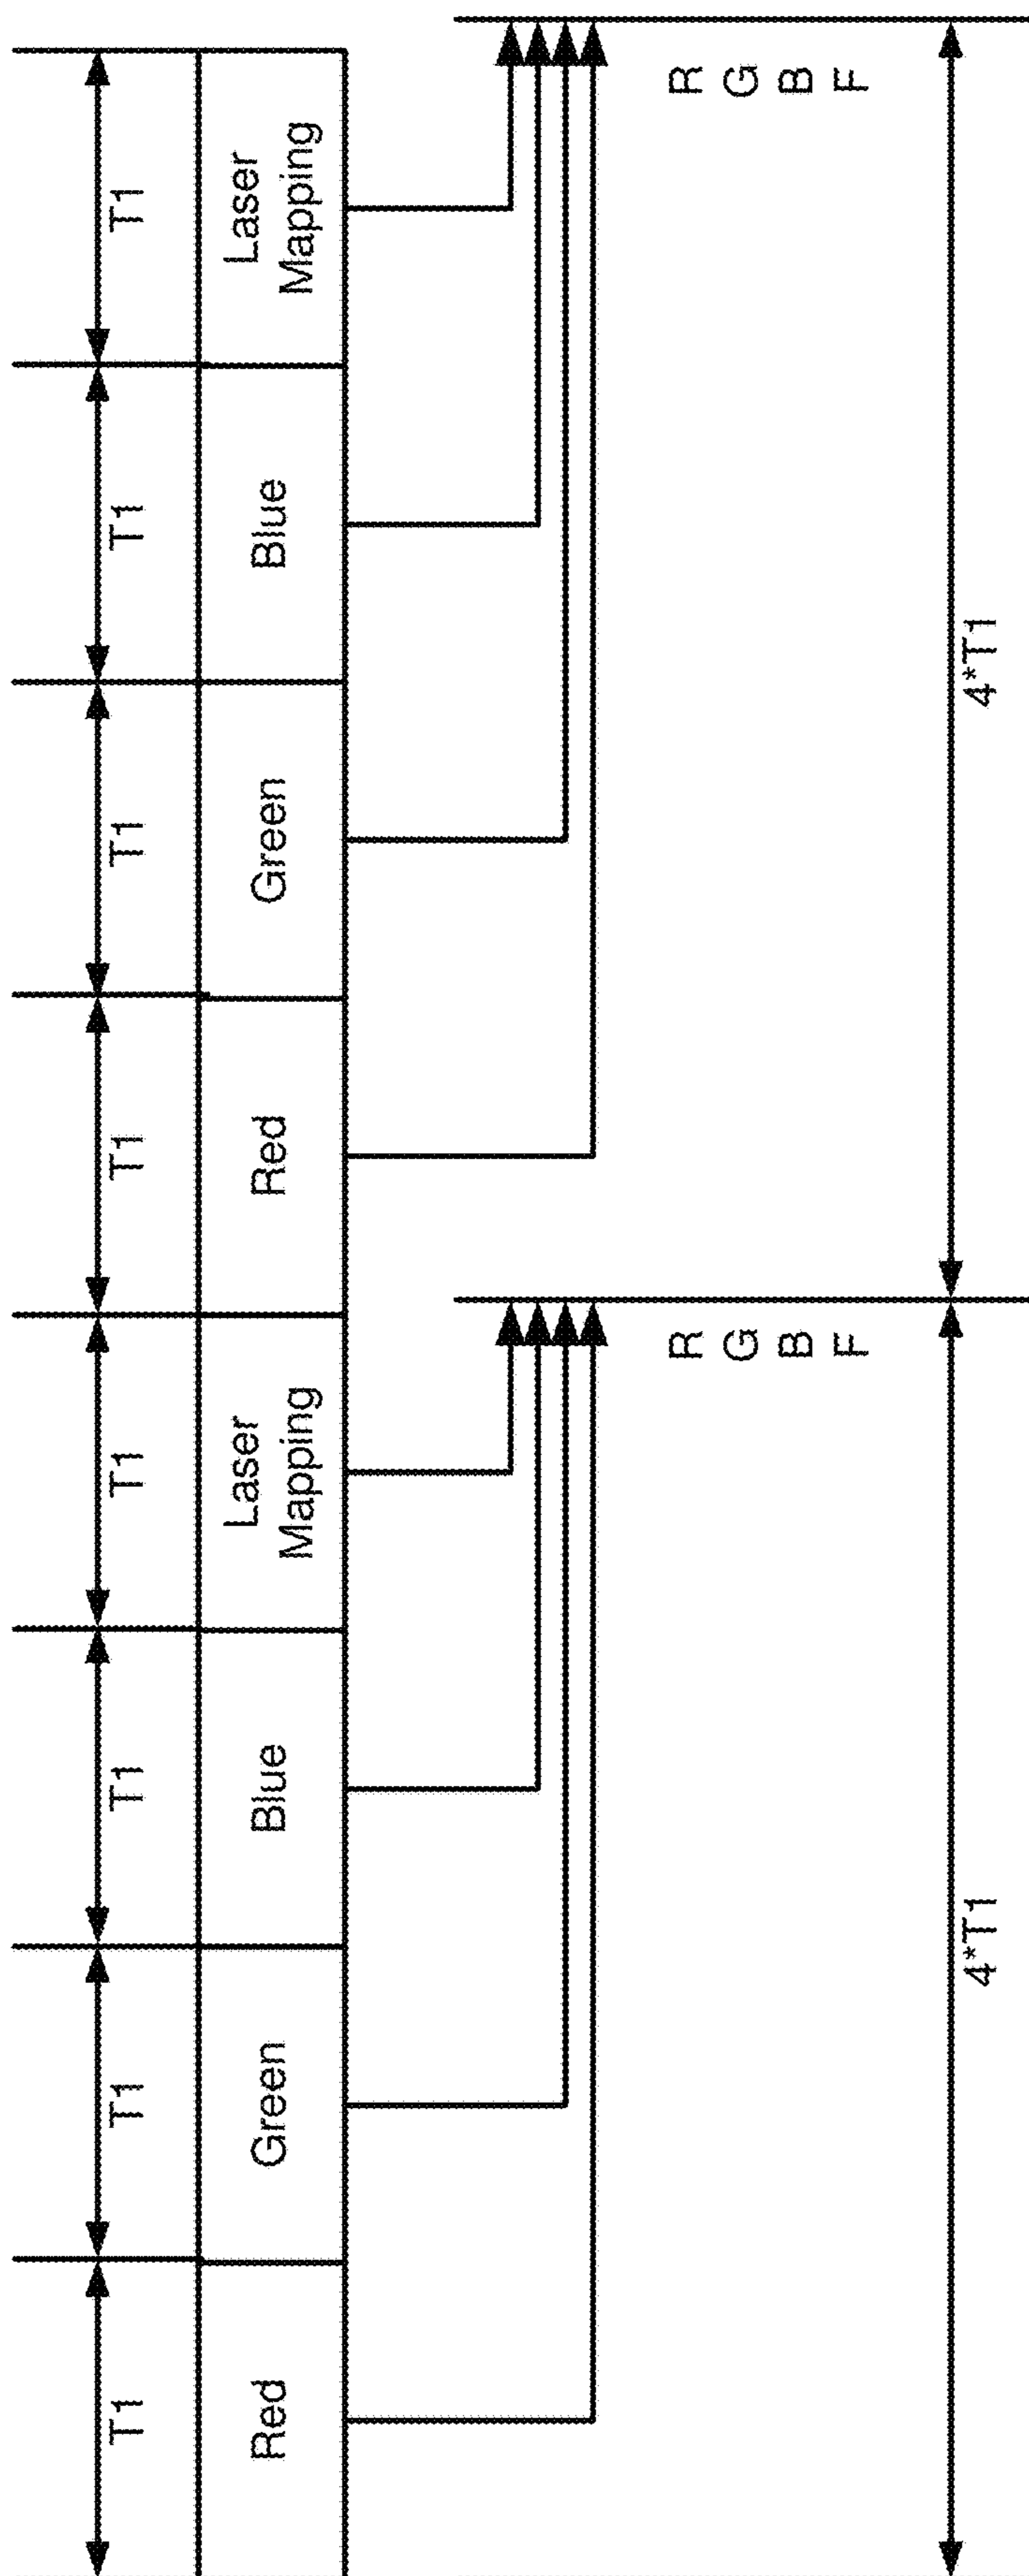 T1 T1 T1 T1 T1 T1 T1 T1
Red
Green
Blue
Laser
Mapping
Red
Green
Blue
Laser
Mapping
R
G
B
F
R
G
B
F
4*T1
4*T1